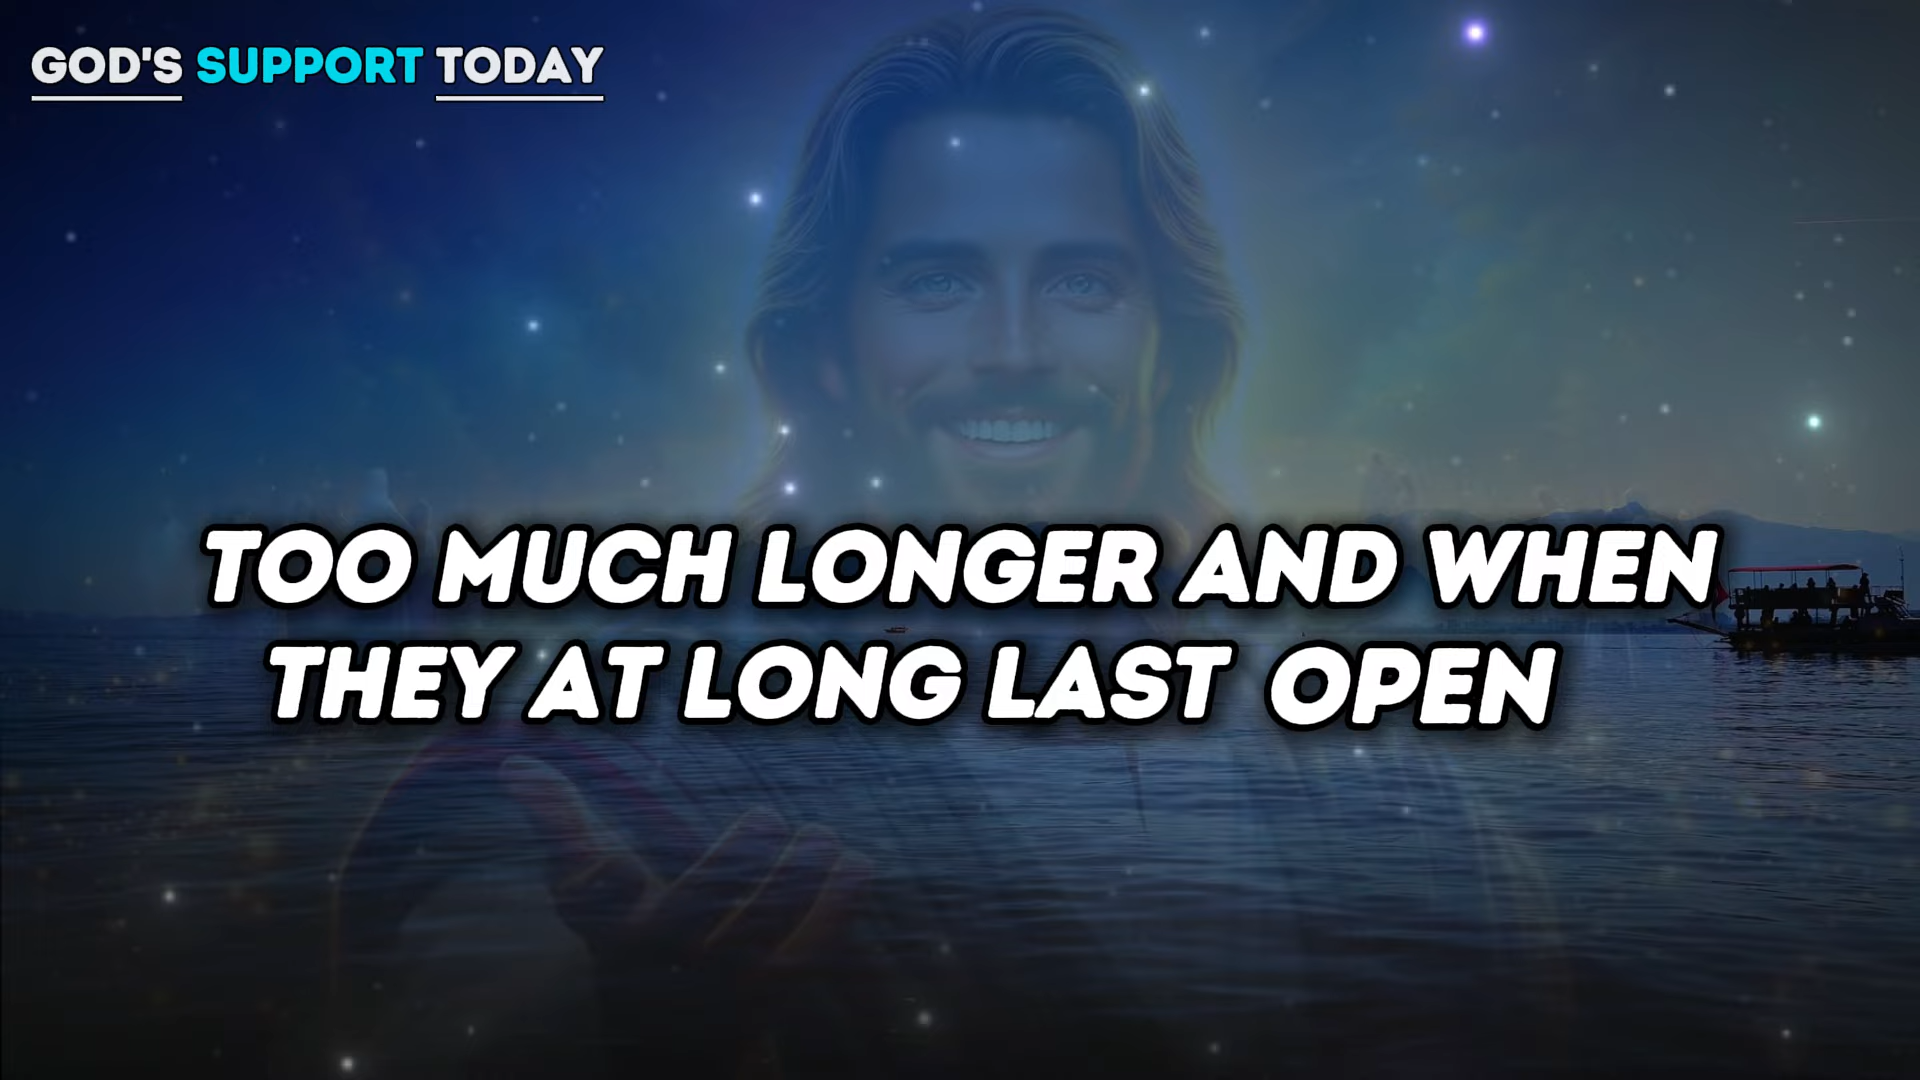 GOD'S SUPPORT TODAY
TOO MUCH LONGER AND WHEN
THEY AT LONG LAST OPEN